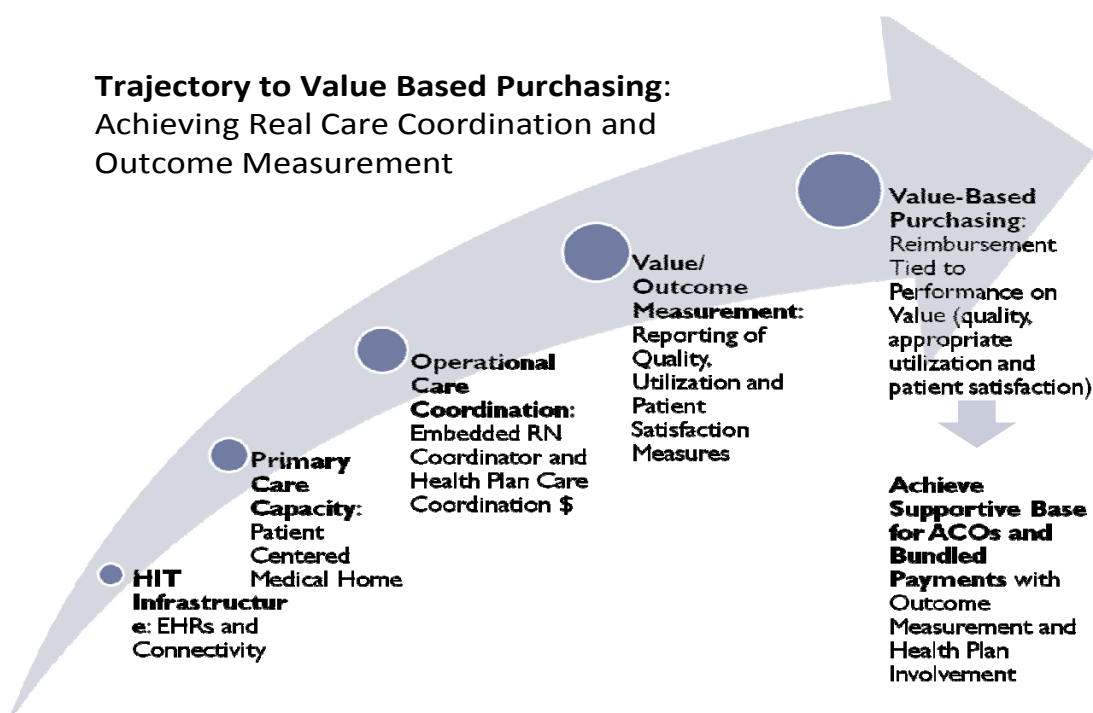 Trajectory to Value Based Purchasing:
Achieving Real Care Coordination and
Outcome Measurement
HIT
Infrastructur
e: EHRs and
Connectivity
Primary
Care
Capacity:
Patient
Centered
Medical Home
Operational
Care
Coordination:
Embedded RN
Coordinator and
Health Plan Care
Coordination $
Value/
Outcome
Measurement:
Reporting of
Quality,
Utilization and
Patient
Satisfaction
Measures
Value-Based
Purchasing:
Reimbursement
Tied to
Performance on
Value (quality,
appropriate
utilization and
patient satisfaction)
Achieve
Supportive Base
for ACOs and
Bundled
Payments with
Outcome
Measurement and
Health Plan
Involvement